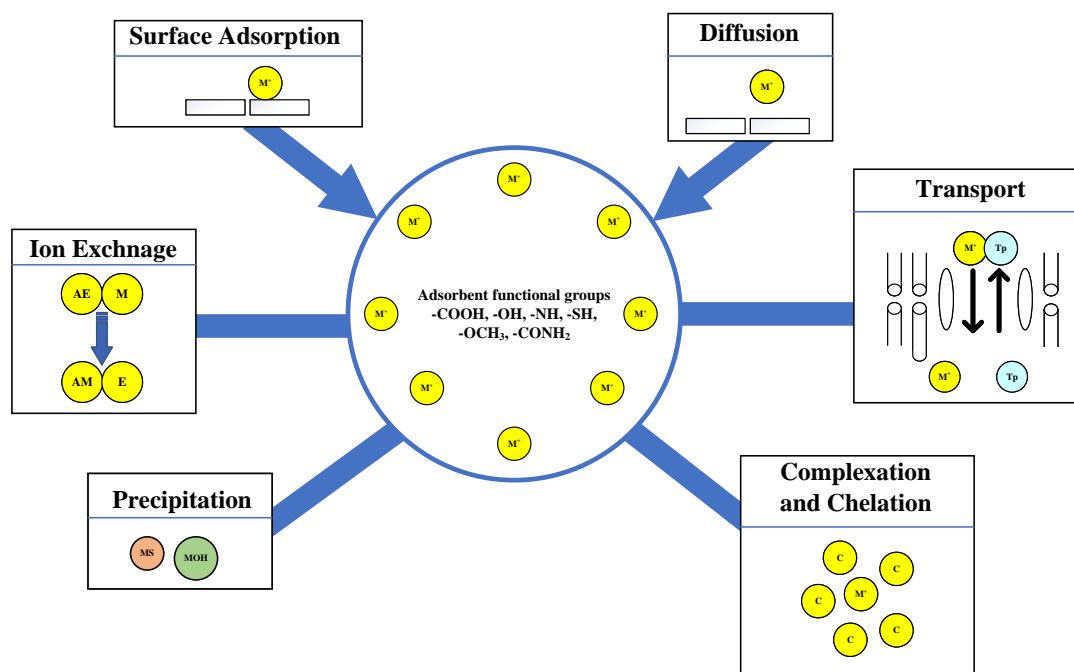 Surface Adsorption
M⁺
Diffusion
M⁺
Transport
M⁺ Tp
M⁺ Tp
Ion Exchnage
AE M
AM E
M⁺
M⁺
M⁺
M⁺
Adsorbent functional groups
-COOH, -OH, -NH, -SH,
-OCH₃, -CONH₂
M⁺
M⁺
M⁺
M⁺
Precipitation
MS MOH
Complexation
and Chelation
C
C
C
M⁺
C
C